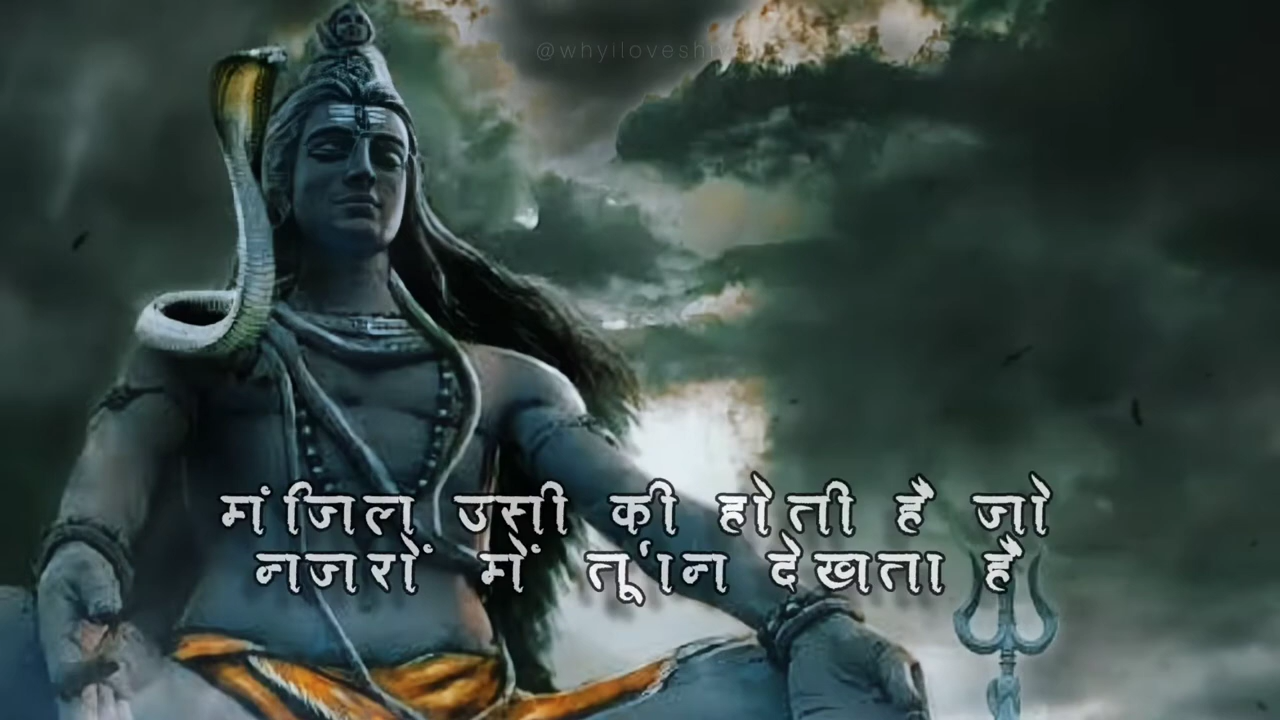 मंजिल उसी की होती है जो
नजरों में तू‘ान देखता है